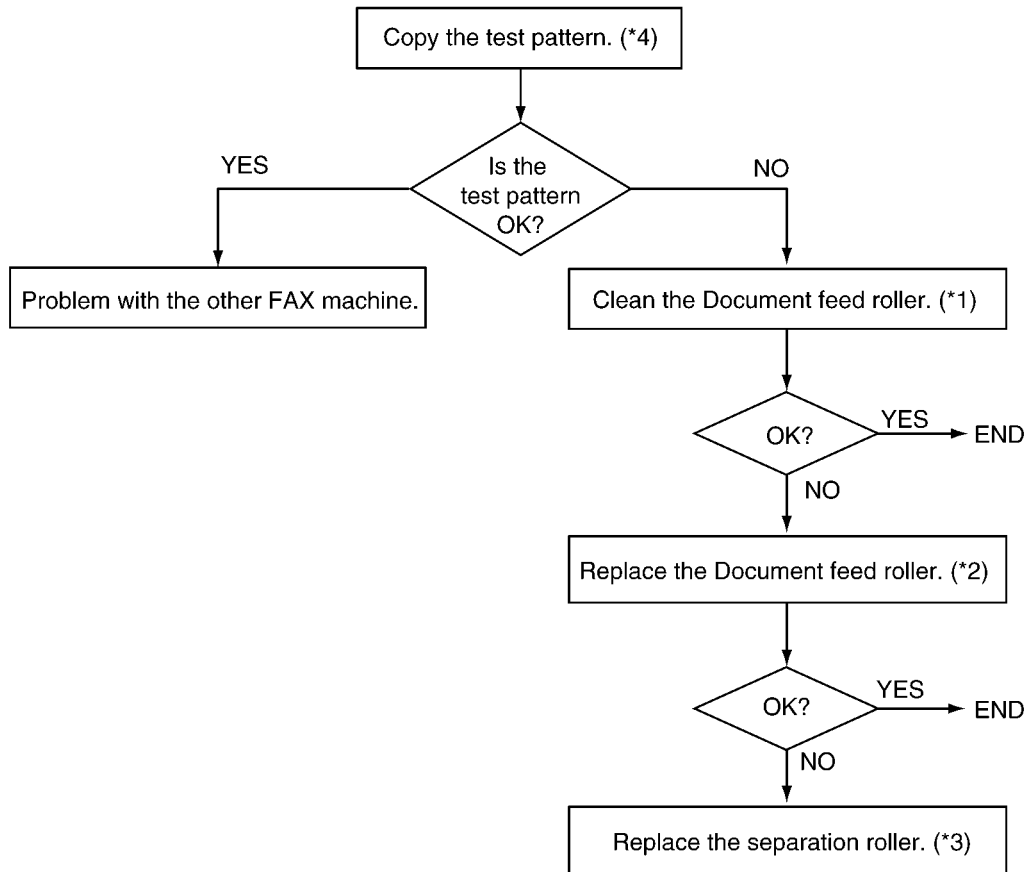 Copy the test pattern. (*4)
Is the
test pattern
OK?
YES
NO
Problem with the other FAX machine.
Clean the Document feed roller. (*1)
OK?
YES
END
NO
Replace the Document feed roller. (*2)
OK?
YES
END
NO
Replace the separation roller. (*3)